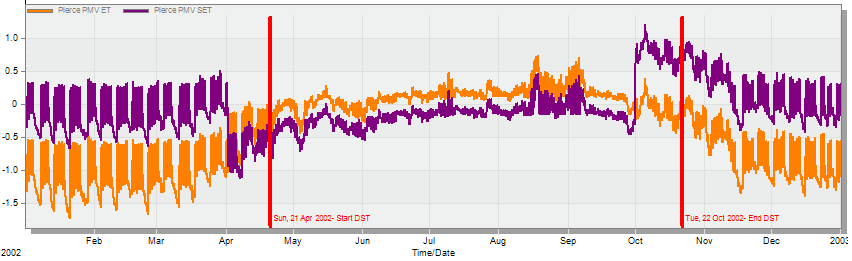 Pierce PMV ET Pierce PMV SET
1.0
0.5
0
-0.5
-1.0
-1.5
Sun, 21 Apr 2002- Start DST Tue, 22 Oct 2002- End DST
Feb Mar Apr May Jun Jul Aug Sep Oct Nov Dec 2003
2002 Time/Date